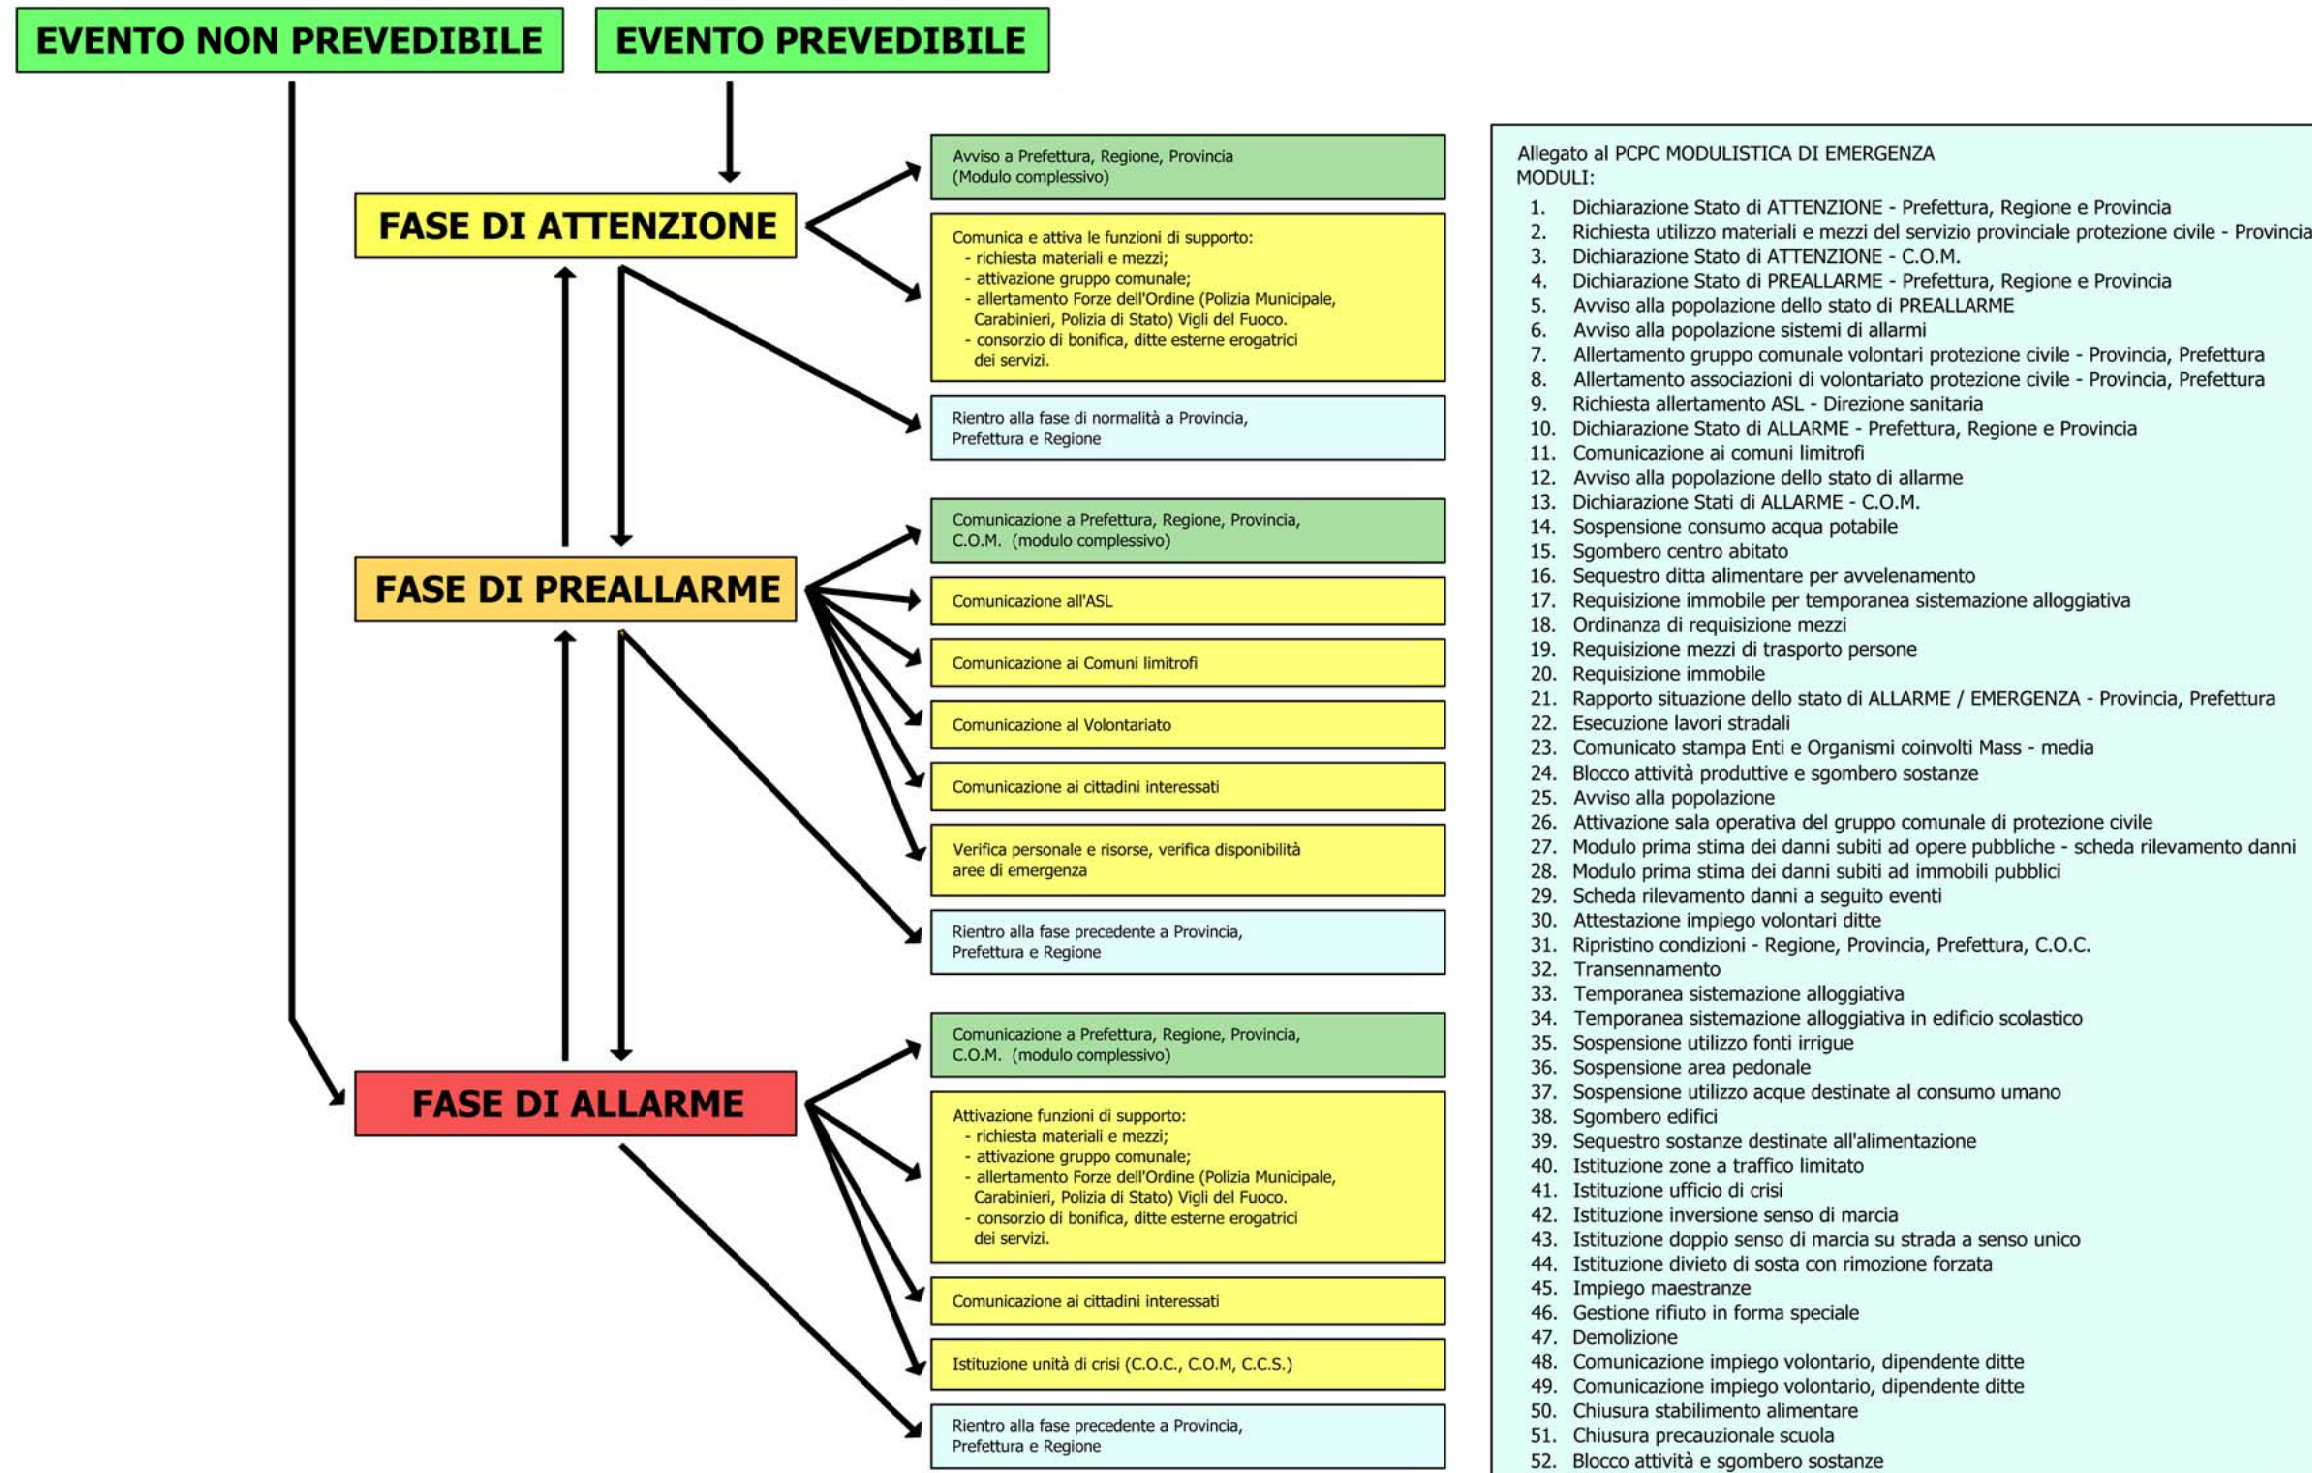 EVENTO NON PREVEDIBILE
EVENTO PREVEDIBILE
FASE DI ATTENZIONE
Avviso a Prefettura, Regione, Provincia
(Modulo complessivo)
Comunica e attiva le funzioni di supporto:
- richiesta materiali e mezzi;
- attivazione gruppo comunale;
- allertamento Forze dell'Ordine (Polizia Municipale,
Carabinieri, Polizia di Stato) Vigli del Fuoco.
- consorzio di bonifica, ditte esterne erogatrici
dei servizi.
Rientro alla fase di normalità a Provincia,
Prefettura e Regione
FASE DI PREALLARME
Comunicazione a Prefettura, Regione, Provincia,
C.O.M. (modulo complessivo)
Comunicazione all'ASL
Comunicazione ai Comuni limitrofi
Comunicazione al Volontariato
Comunicazione ai cittadini interessati
Verifica personale e risorse, verifica disponibilità
aree di emergenza
Rientro alla fase precedente a Provincia,
Prefettura e Regione
FASE DI ALLARME
Comunicazione a Prefettura, Regione, Provincia,
C.O.M. (modulo complessivo)
Attivazione funzioni di supporto:
- richiesta materiali e mezzi;
- attivazione gruppo comunale;
- allertamento Forze dell'Ordine (Polizia Municipale,
Carabinieri, Polizia di Stato) Vigli del Fuoco.
- consorzio di bonifica, ditte esterne erogatrici
dei servizi.
Comunicazione ai cittadini interessati
Istituzione unità di crisi (C.O.C., C.O.M, C.C.S.)
Rientro alla fase precedente a Provincia,
Prefettura e Regione
Allegato al PCPC MODULISTICA DI EMERGENZA
MODULI:
1. Dichiarazione Stato di ATTENZIONE - Prefettura, Regione e Provincia
2. Richiesta utilizzo materiali e mezzi del servizio provinciale protezione civile - Provincia
3. Dichiarazione Stato di ATTENZIONE - C.O.M.
4. Dichiarazione Stato di PREALLARME - Prefettura, Regione e Provincia
5. Avviso alla popolazione dello stato di PREALLARME
6. Avviso alla popolazione sistemi di allarmi
7. Allertamento gruppo comunale volontari protezione civile - Provincia, Prefettura
8. Allertamento associazioni di volontariato protezione civile - Provincia, Prefettura
9. Richiesta allertamento ASL - Direzione sanitaria
10. Dichiarazione Stato di ALLARME - Prefettura, Regione e Provincia
11. Comunicazione ai comuni limitrofi
12. Avviso alla popolazione dello stato di allarme
13. Dichiarazione Stati di ALLARME - C.O.M.
14. Sospensione consumo acqua potabile
15. Sgombero centro abitato
16. Sequestro ditta alimentare per avvelenamento
17. Requisizione immobile per temporanea sistemazione alloggiativa
18. Ordinanza di requisizione mezzi
19. Requisizione mezzi di trasporto persone
20. Requisizione immobile
21. Rapporto situazione dello stato di ALLARME / EMERGENZA - Provincia, Prefettura
22. Esecuzione lavori stradali
23. Comunicato stampa Enti e Organismi coinvolti Mass - media
24. Blocco attività produttive e sgombero sostanze
25. Avviso alla popolazione
26. Attivazione sala operativa del gruppo comunale di protezione civile
27. Modulo prima stima dei danni subiti ad opere pubbliche - scheda rilevamento danni
28. Modulo prima stima dei danni subiti ad immobili pubblici
29. Scheda rilevamento danni a seguito eventi
30. Attestazione impiego volontari ditte
31. Ripristino condizioni - Regione, Provincia, Prefettura, C.O.C.
32. Transennamento
33. Temporanea sistemazione alloggiativa
34. Temporanea sistemazione alloggiativa in edificio scolastico
35. Sospensione utilizzo fonti irrigue
36. Sospensione area pedonale
37. Sospensione utilizzo acque destinate al consumo umano
38. Sgombero edifici
39. Sequestro sostanze destinate all'alimentazione
40. Istituzione zone a traffico limitato
41. Istituzione ufficio di crisi
42. Istituzione inversione senso di marcia
43. Istituzione doppio senso di marcia su strada a senso unico
44. Istituzione divieto di sosta con rimozione forzata
45. Impiego maestranze
46. Gestione rifiuto in forma speciale
47. Demolizione
48. Comunicazione impiego volontario, dipendente ditte
49. Comunicazione impiego volontario, dipendente ditte
50. Chiusura stabilimento alimentare
51. Chiusura precauzionale scuola
52. Blocco attività e sgombero sostanze